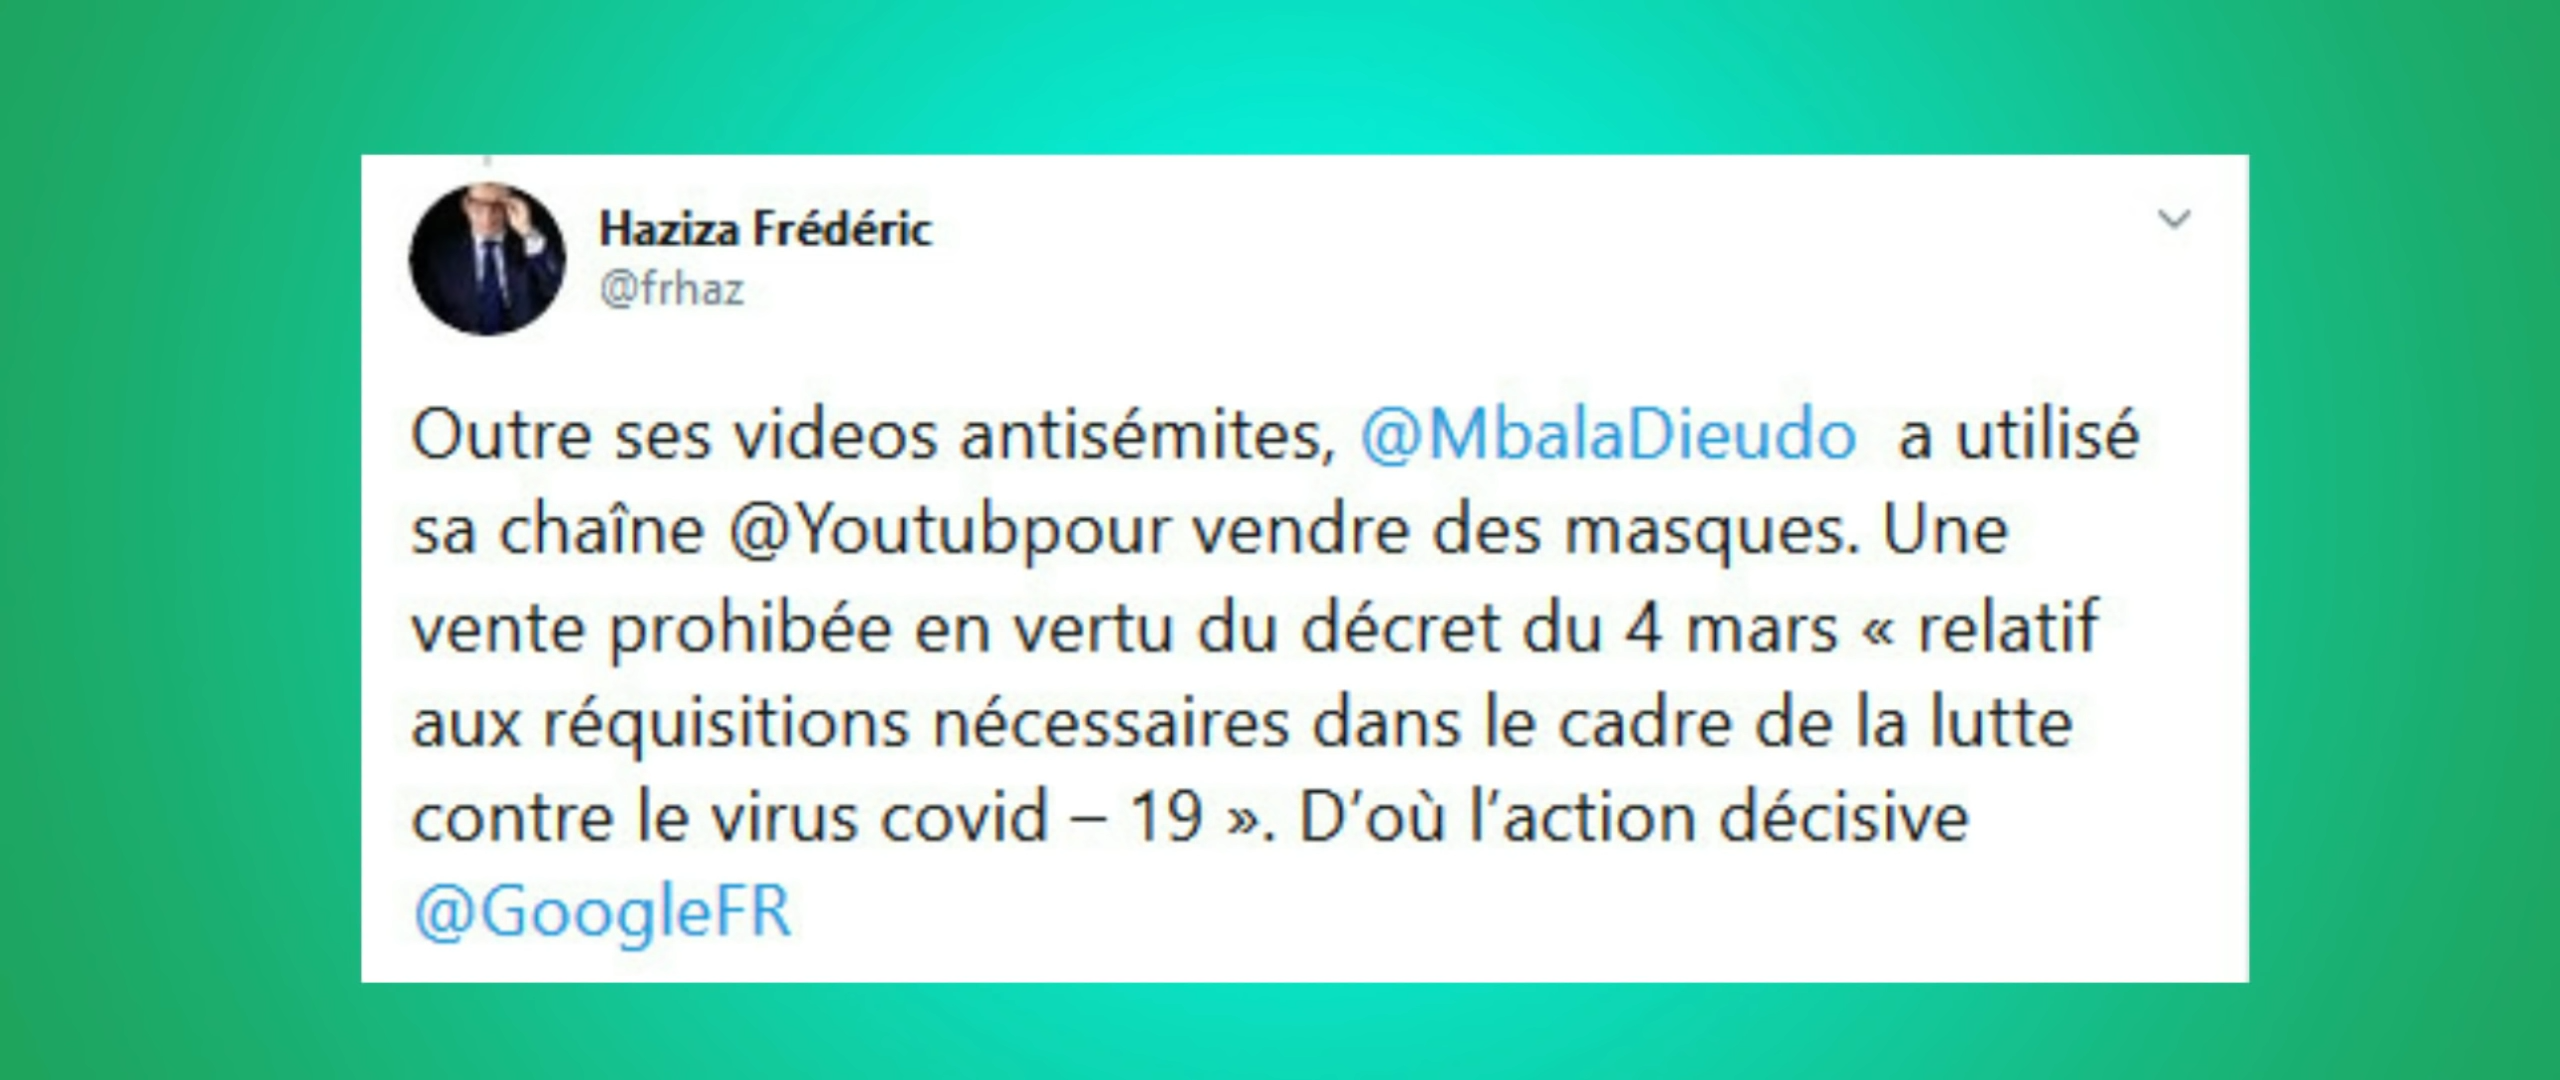 Haziza Frédéric
@frhaz
Outre ses videos antisémites, @MbalaDieudo a utilisé
sa chaîne @Youtubpour vendre des masques. Une
vente prohibée en vertu du décret du 4 mars « relatif
aux réquisitions nécessaires dans le cadre de la lutte
contre le virus covid – 19 ». D’où l’action décisive
@GoogleFR